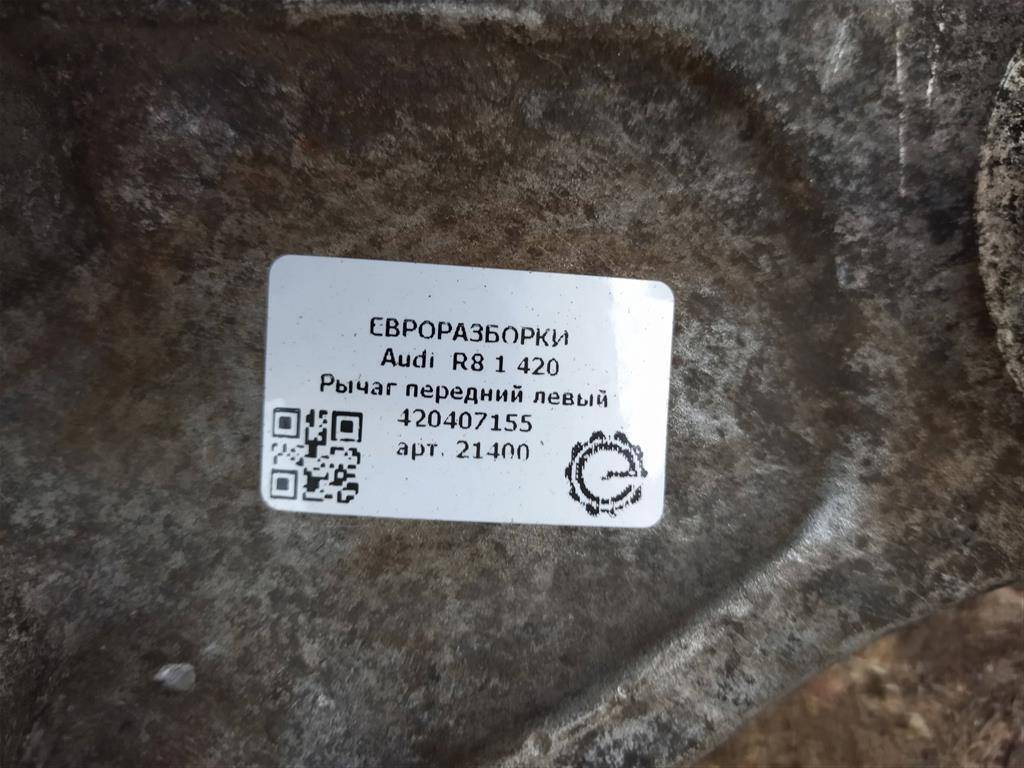 ЕВРОРАЗБОРКИ
Audi R8 1 420
Рычаг передний левый
420407155
арт. 21400